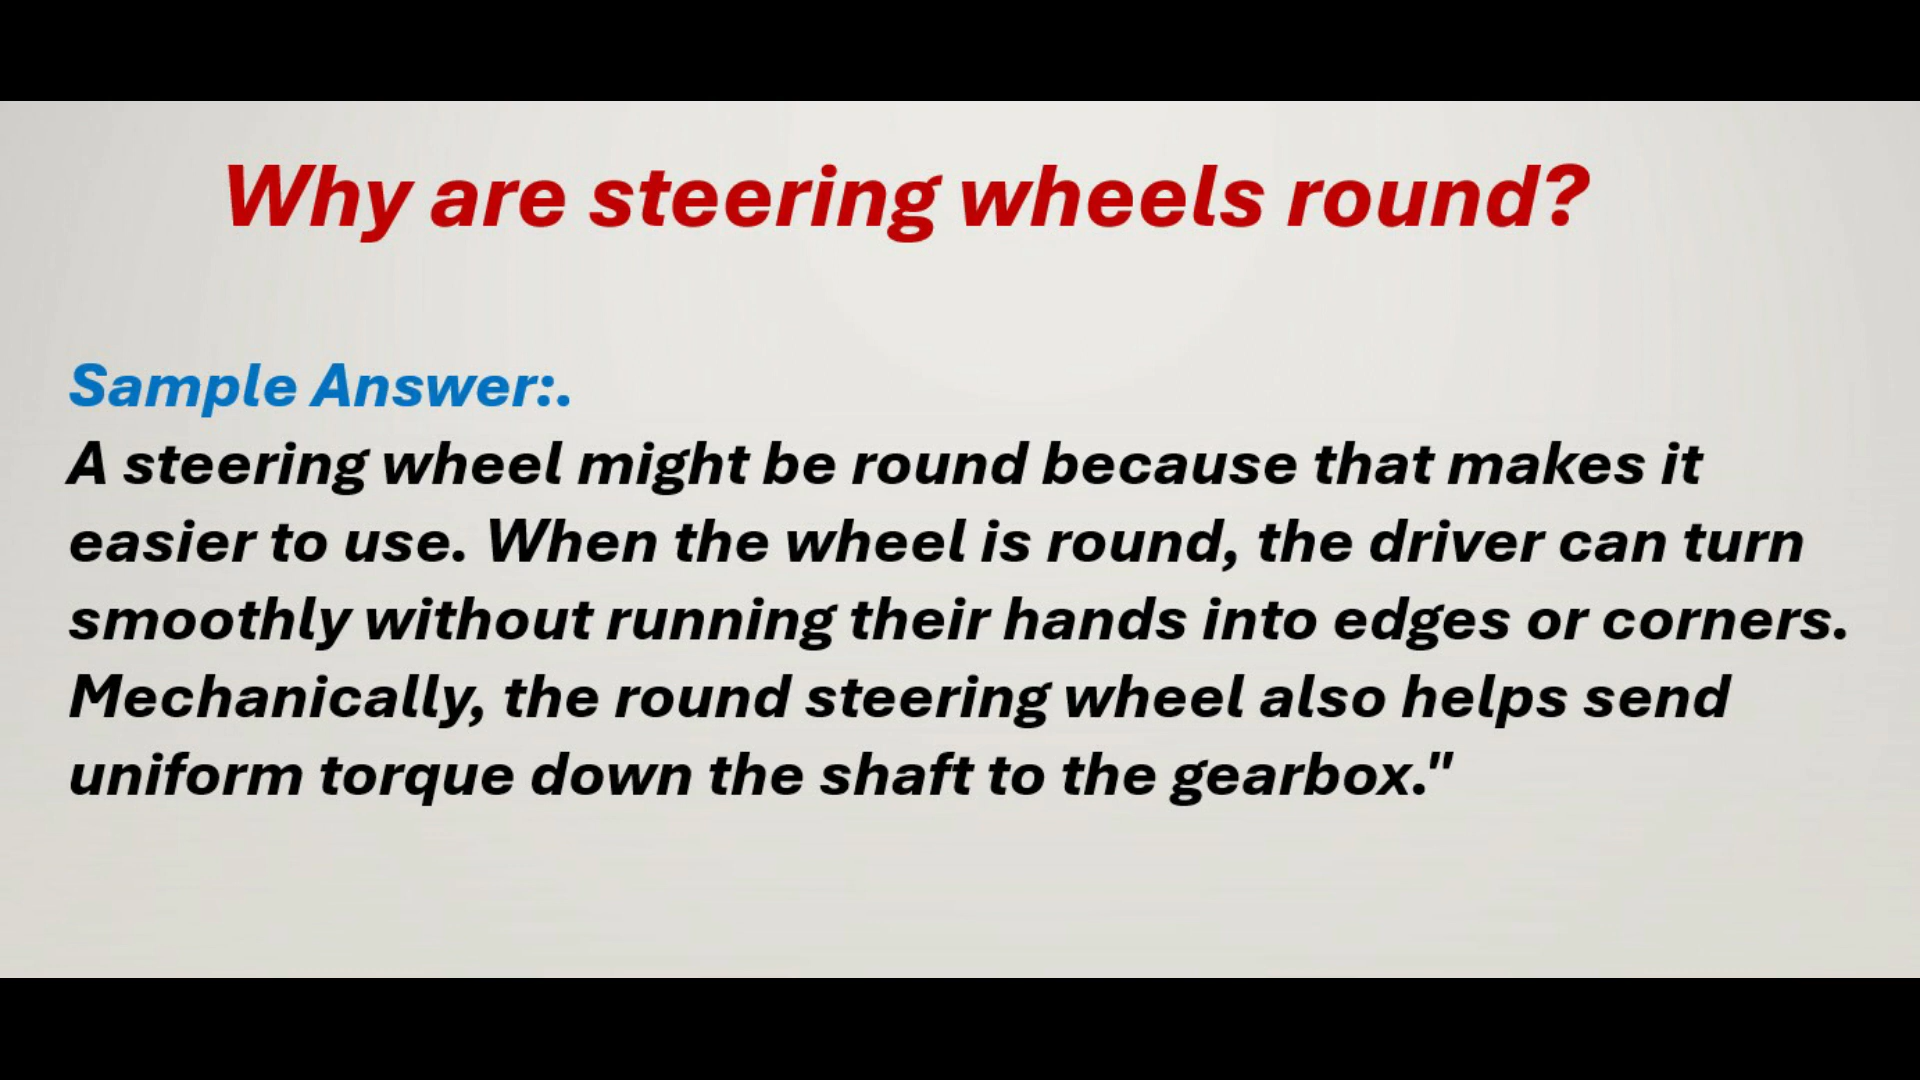 Why are steering wheels round?
Sample Answer:.
A steering wheel might be round because that makes it
easier to use. When the wheel is round, the driver can turn
smoothly without running their hands into edges or corners.
Mechanically, the round steering wheel also helps send
uniform torque down the shaft to the gearbox."